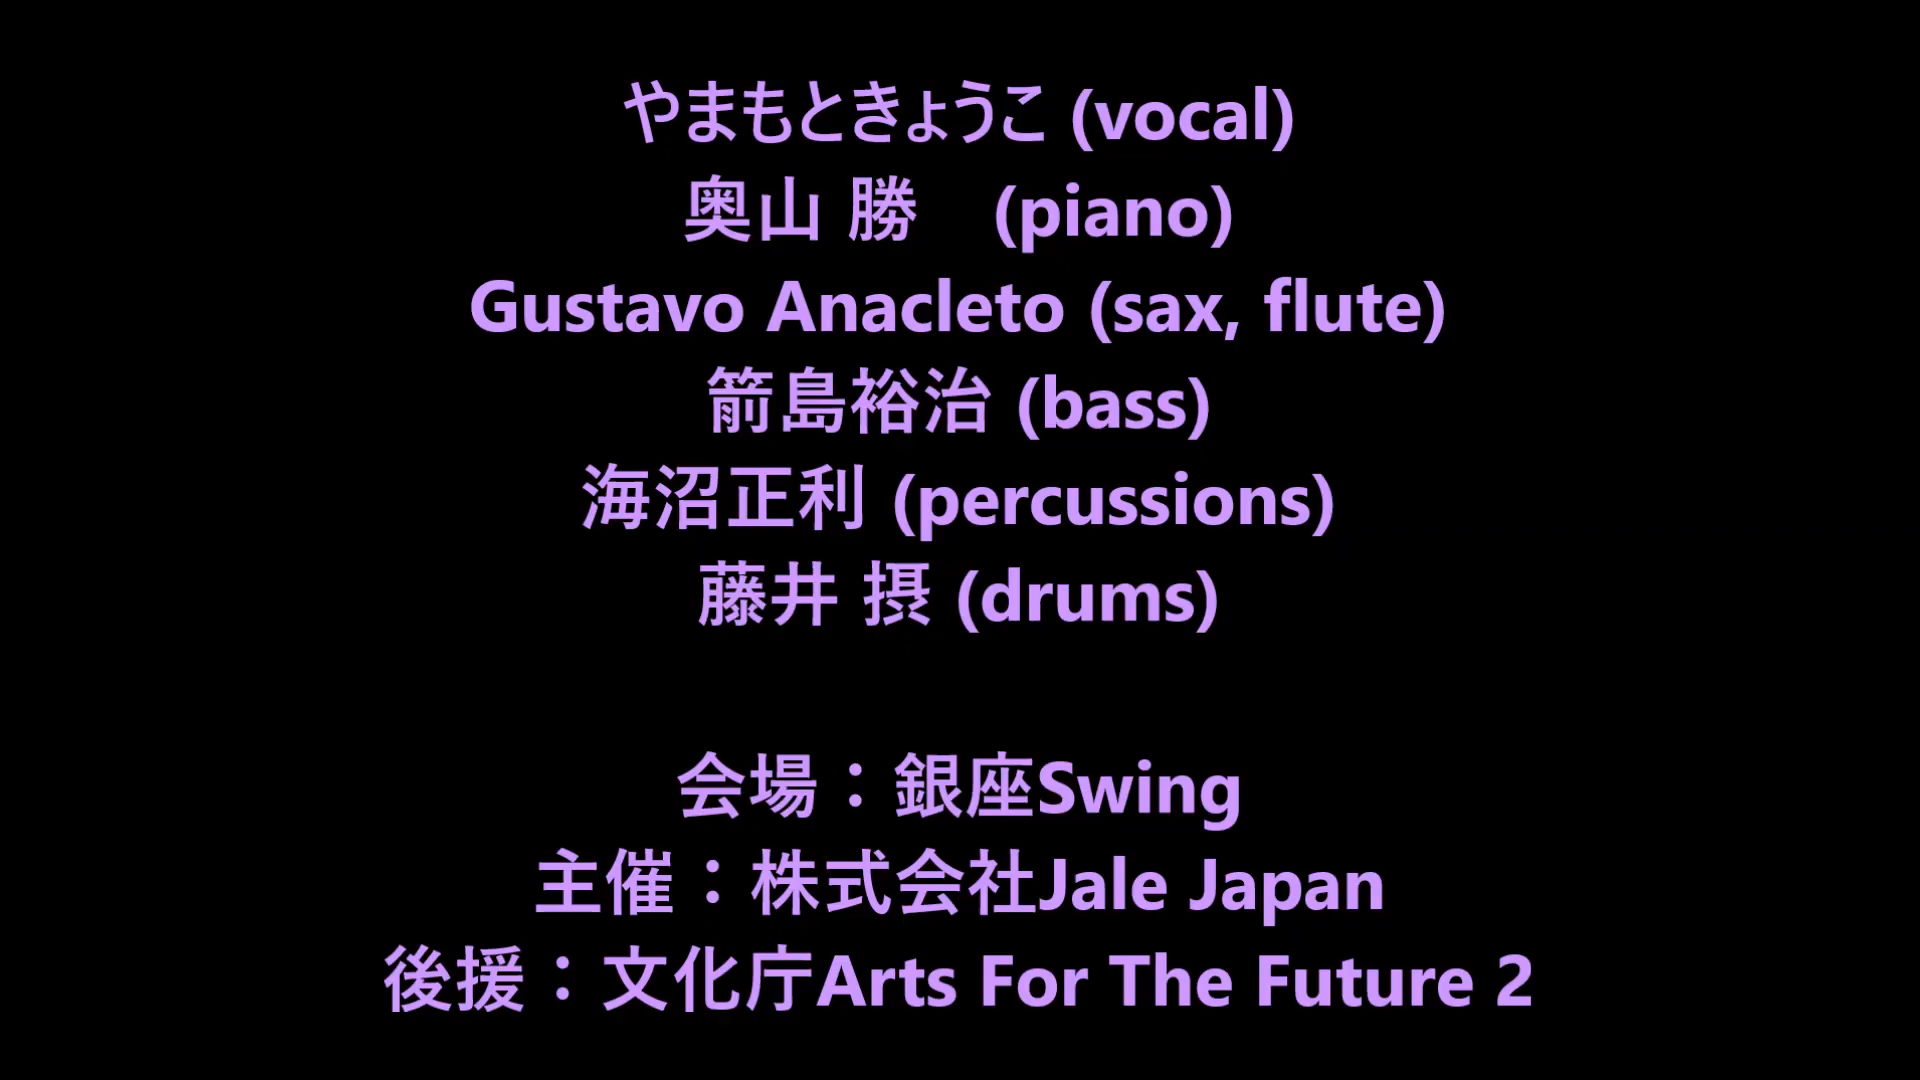 やまもときょうこ (vocal)
奥山 勝　(piano)
Gustavo Anacleto (sax, flute)
箭島裕治 (bass)
海沼正利 (percussions)
藤井 摂 (drums)
会場：銀座Swing
主催：株式会社Jale Japan
後援：文化庁Arts For The Future 2